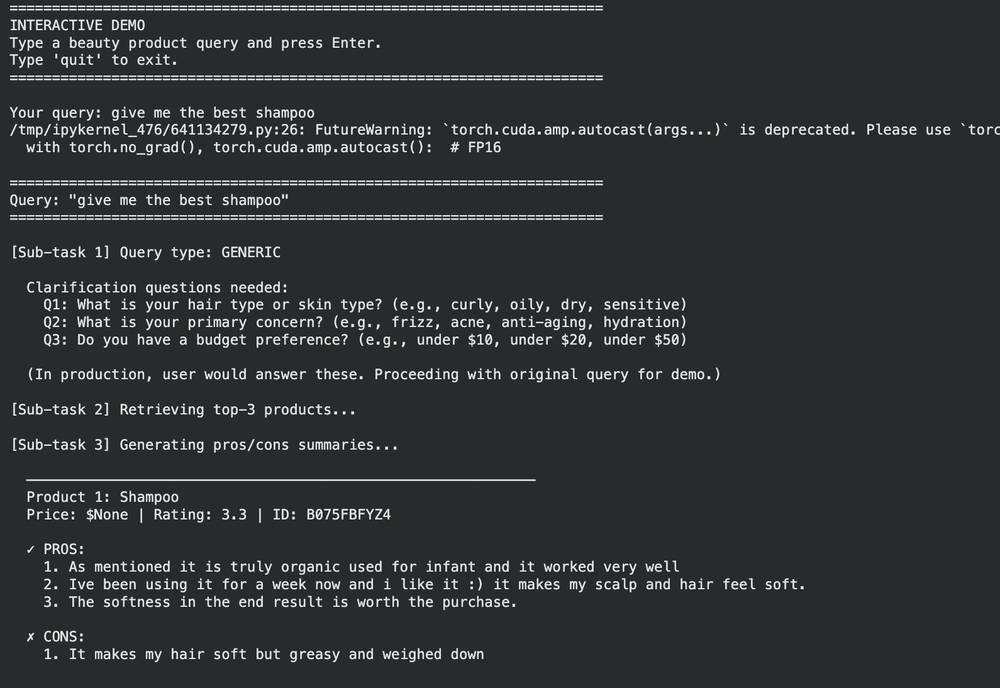 ======================================================================
INTERACTIVE DEMO
Type a beauty product query and press Enter.
Type 'quit' to exit.
======================================================================
Your query: give me the best shampoo
/tmp/ipykernel_476/641134279.py:26: FutureWarning: `torch.cuda.amp.autocast(args...)` is deprecated. Please use `torc
with torch.no_grad(), torch.cuda.amp.autocast():  # FP16
======================================================================
Query: "give me the best shampoo"
======================================================================
[Sub-task 1] Query type: GENERIC
Clarification questions needed:
Q1: What is your hair type or skin type? (e.g., curly, oily, dry, sensitive)
Q2: What is your primary concern? (e.g., frizz, acne, anti-aging, hydration)
Q3: Do you have a budget preference? (e.g., under $10, under $20, under $50)
(In production, user would answer these. Proceeding with original query for demo.)
[Sub-task 2] Retrieving top-3 products...
[Sub-task 3] Generating pros/cons summaries...
────────────────────────────────────────────────────────────
Product 1: Shampoo
Price: $None | Rating: 3.3 | ID: B075FBFYZ4
✓ PROS:
1. As mentioned it is truly organic used for infant and it worked very well
2. Ive been using it for a week now and i like it :) it makes my scalp and hair feel soft.
3. The softness in the end result is worth the purchase.
✗ CONS:
1. It makes my hair soft but greasy and weighed down